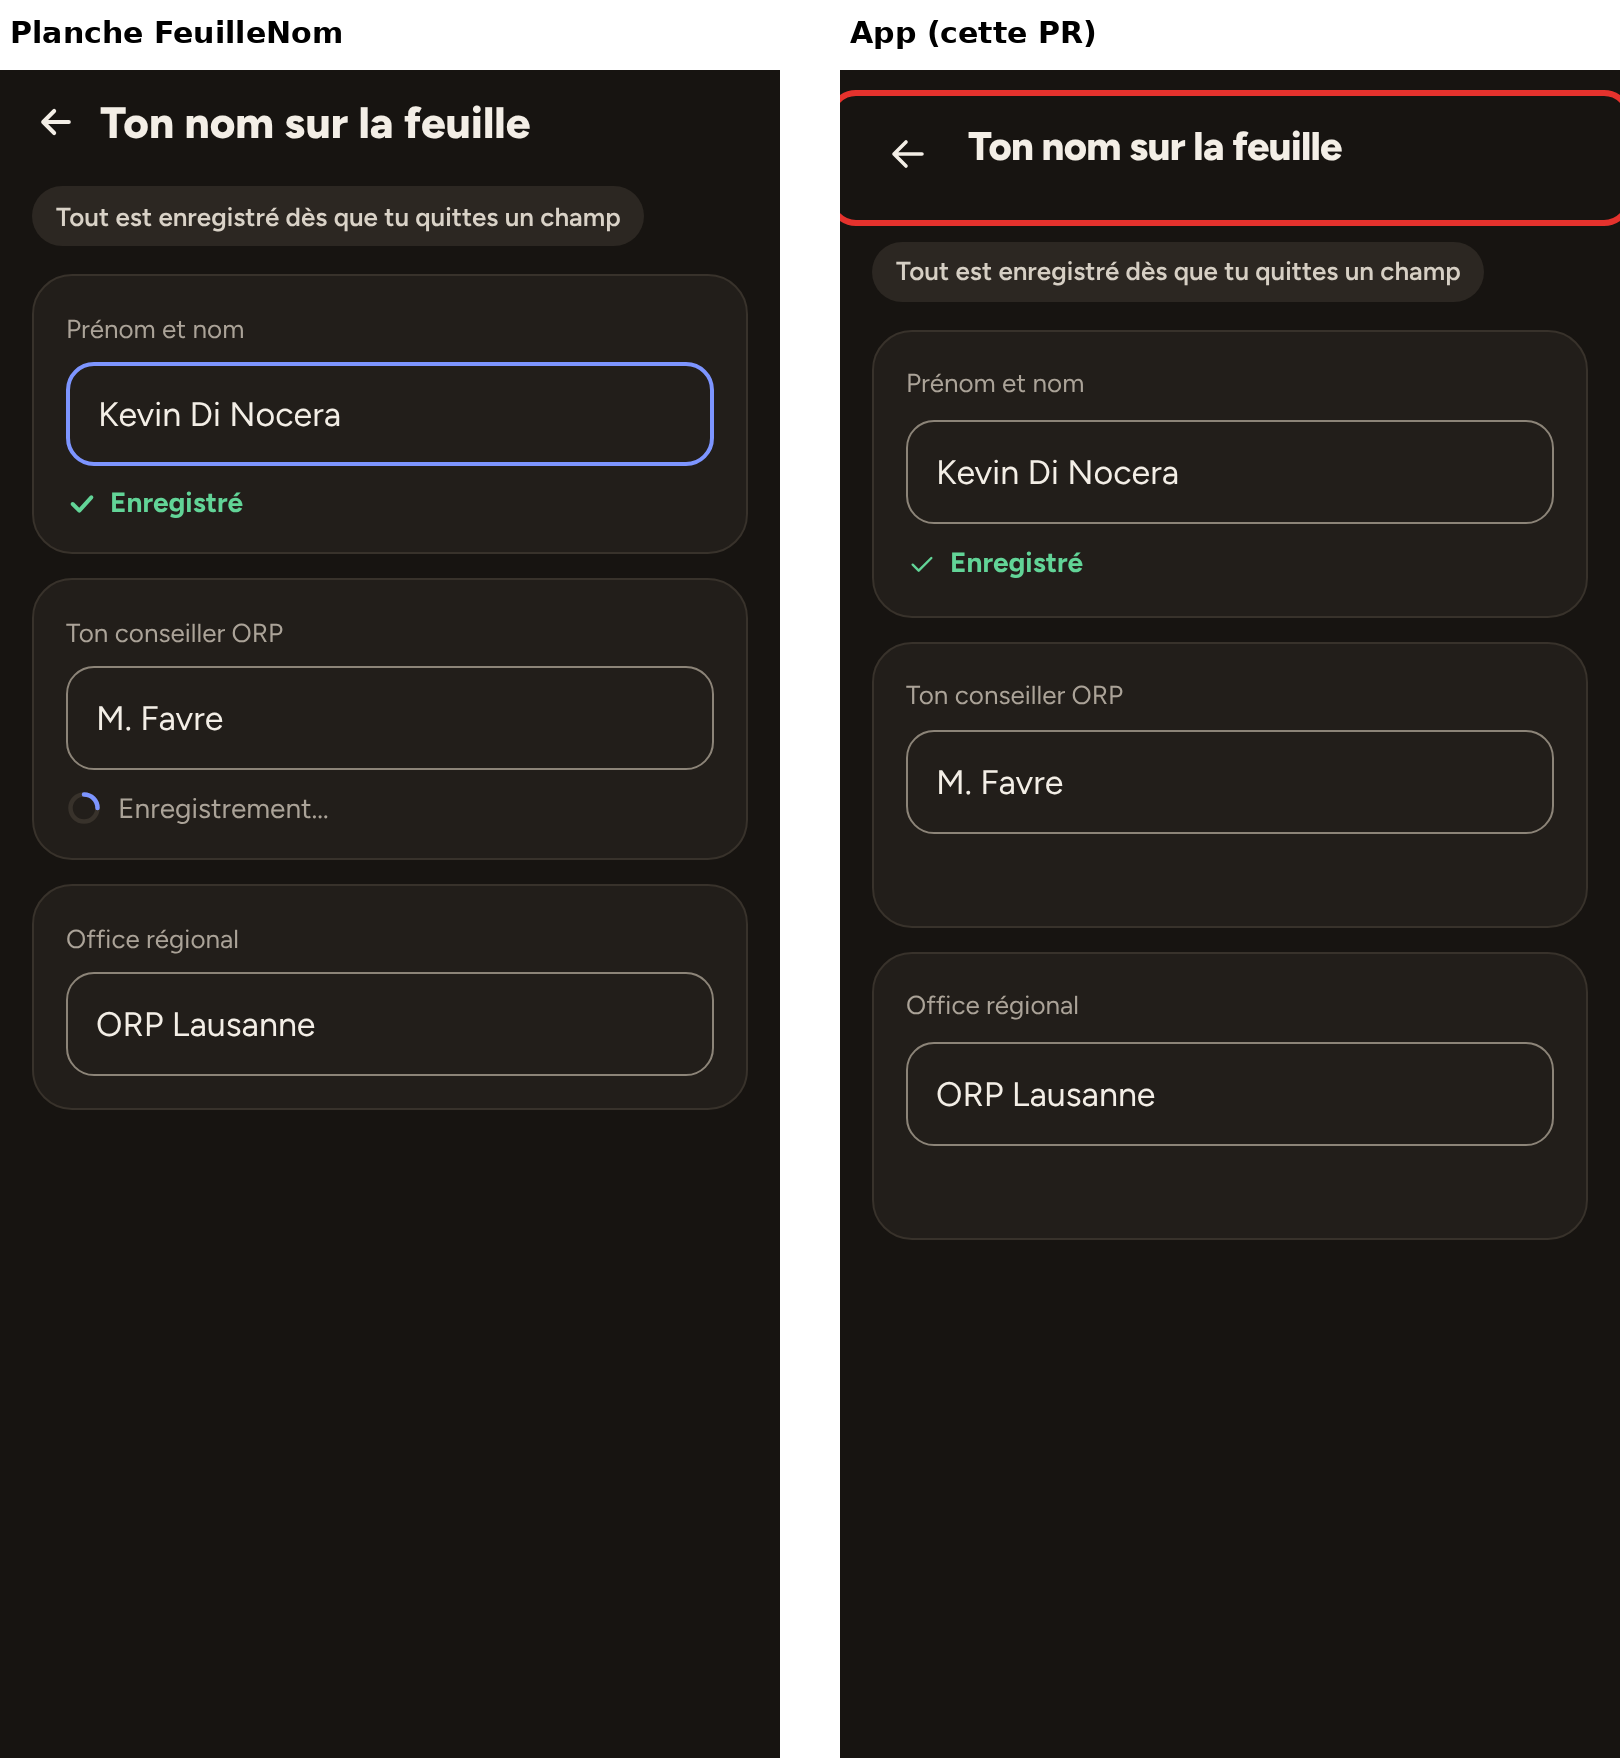 Planche FeuilleNom
Ton nom sur la feuille
Tout est enregistré dès que tu quittes un champ
Prénom et nom
Kevin Di Nocera
Enregistré
Ton conseiller ORP
M. Favre
Enregistrement...
Office régional
ORP Lausanne
App (cette PR)
Ton nom sur la feuille
Tout est enregistré dès que tu quittes un champ
Prénom et nom
Kevin Di Nocera
Enregistré
Ton conseiller ORP
M. Favre
Office régional
ORP Lausanne